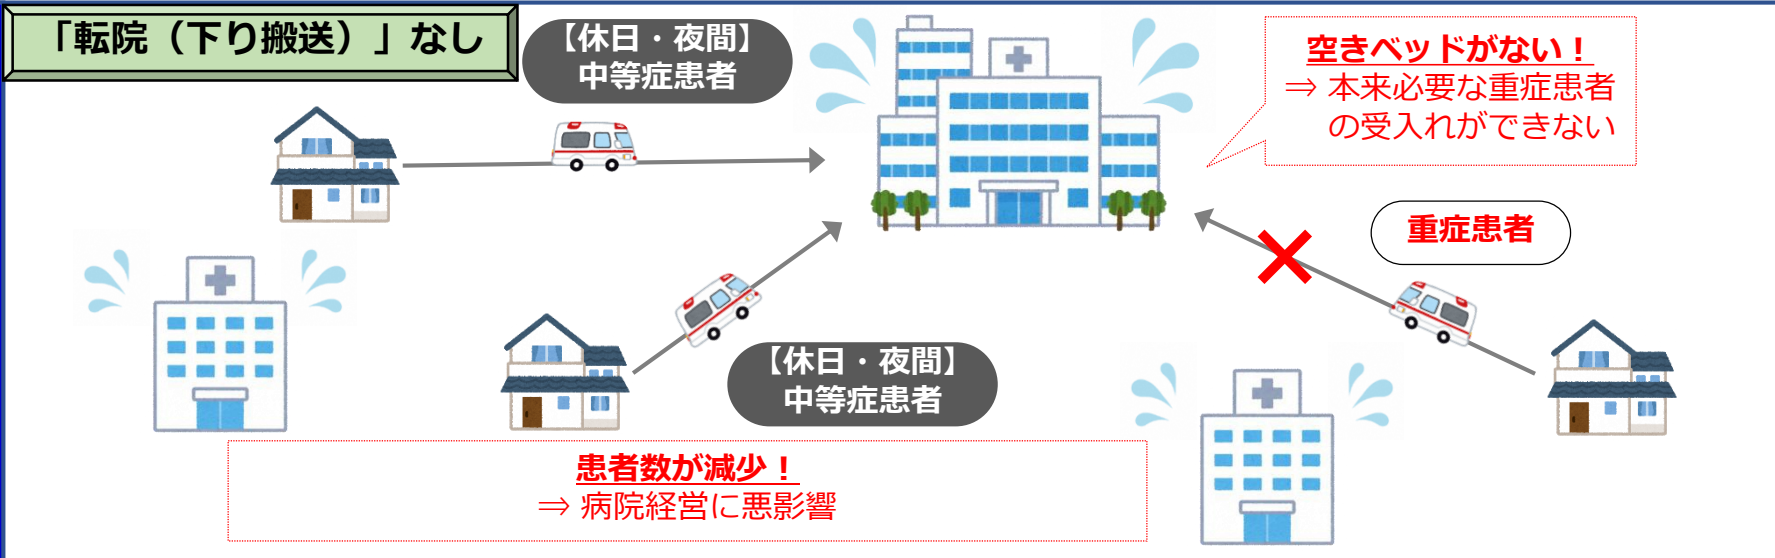 「転院（下り搬送）」なし
【休日・夜間】
中等症患者
空きベッドがない！
⇒ 本来必要な重症患者
の受入れができない
重症患者
【休日・夜間】
中等症患者
患者数が減少！
⇒ 病院経営に悪影響